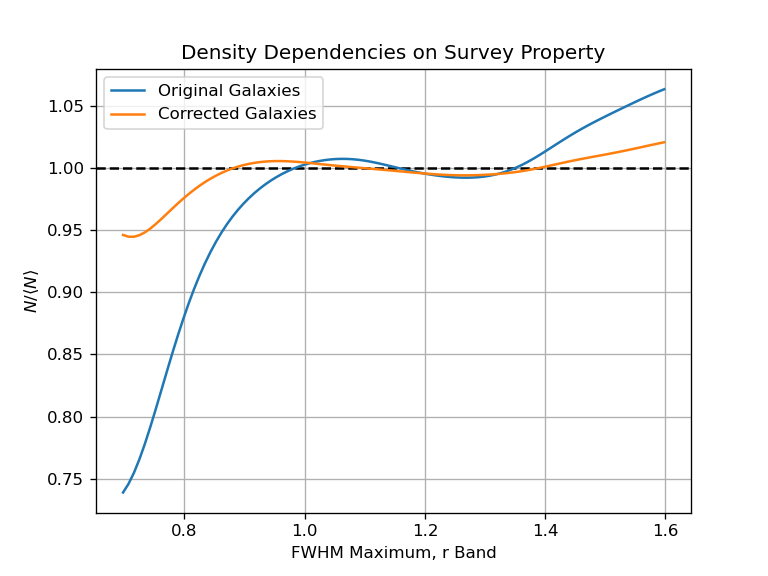 Density Dependencies on Survey Property
Original Galaxies
Corrected Galaxies
1.05
1.00
0.95
0.90
0.85
0.80
0.75
N/⟨N⟩
0.8 1.0 1.2 1.4 1.6
FWHM Maximum, r Band